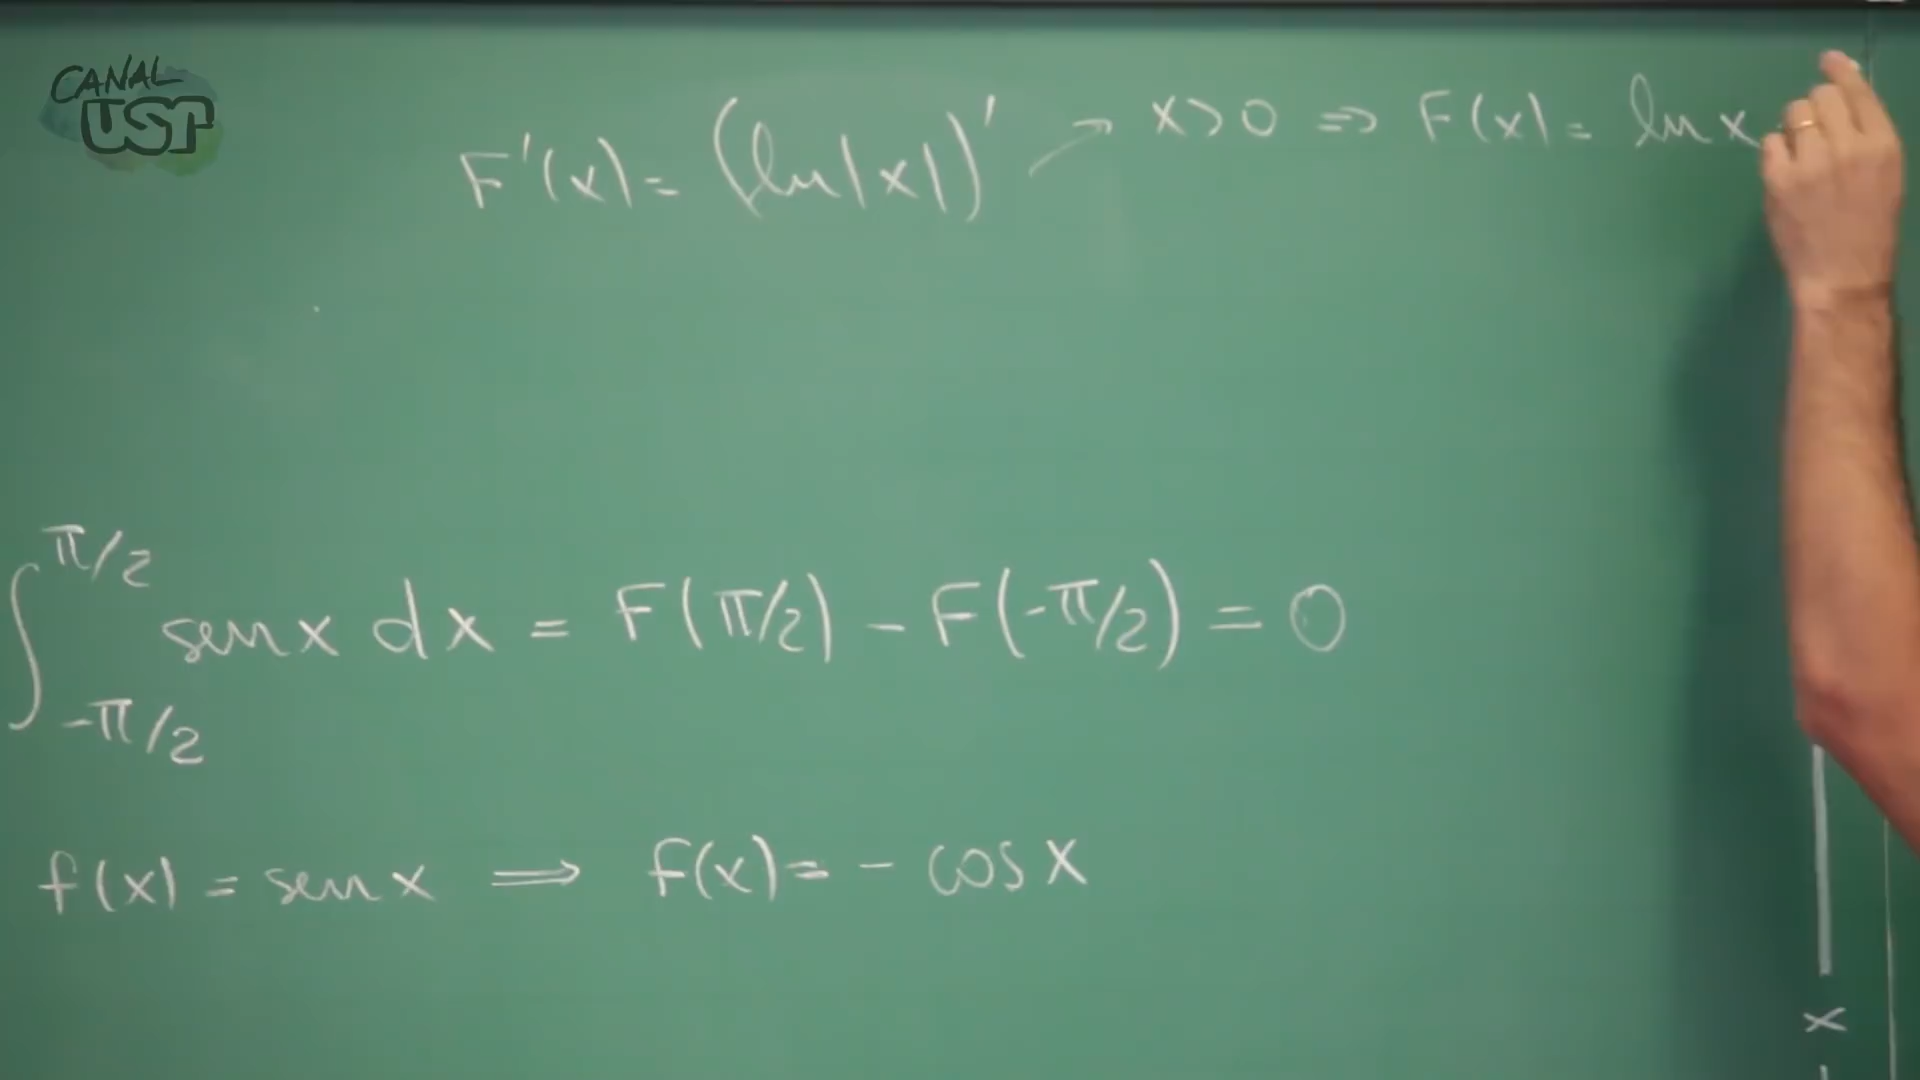 CANAL
USP
F'(x) = (ln|x|)' ↗ x > 0 ⇒ F(x) = ln x
∫_{-π/2}^{π/2} sen x dx = F(π/2) - F(-π/2) = 0
f(x) = sen x ⟹ F(x) = - cos x
x